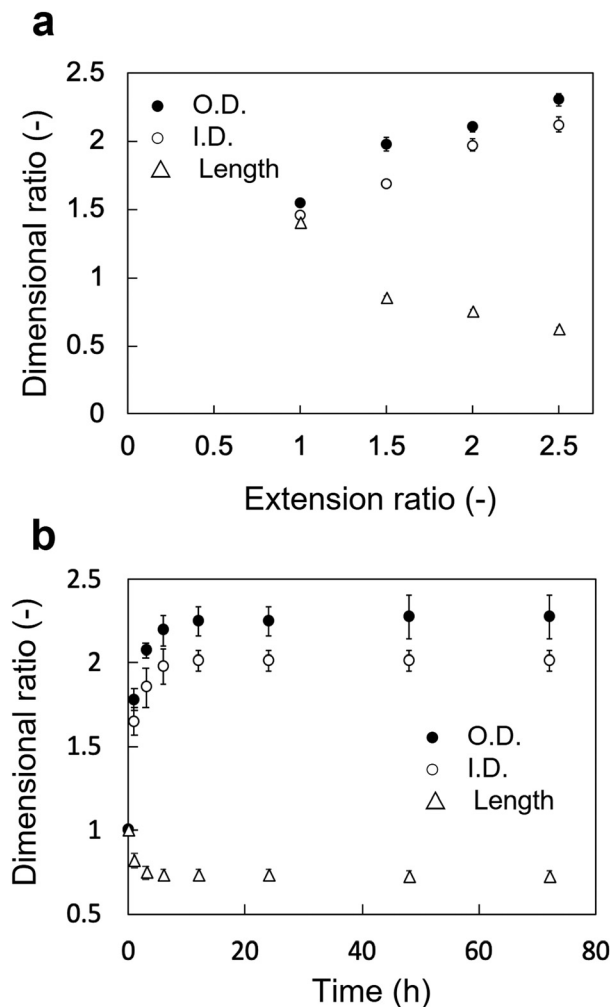 a
Dimensional ratio (-)
2.5
2
1.5
1
0.5
0
O.D.
I.D.
Length
0 0.5 1 1.5 2 2.5
Extension ratio (-)
b
Dimensional ratio (-)
2.5
2
1.5
1
0.5
O.D.
I.D.
Length
0 20 40 60 80
Time (h)